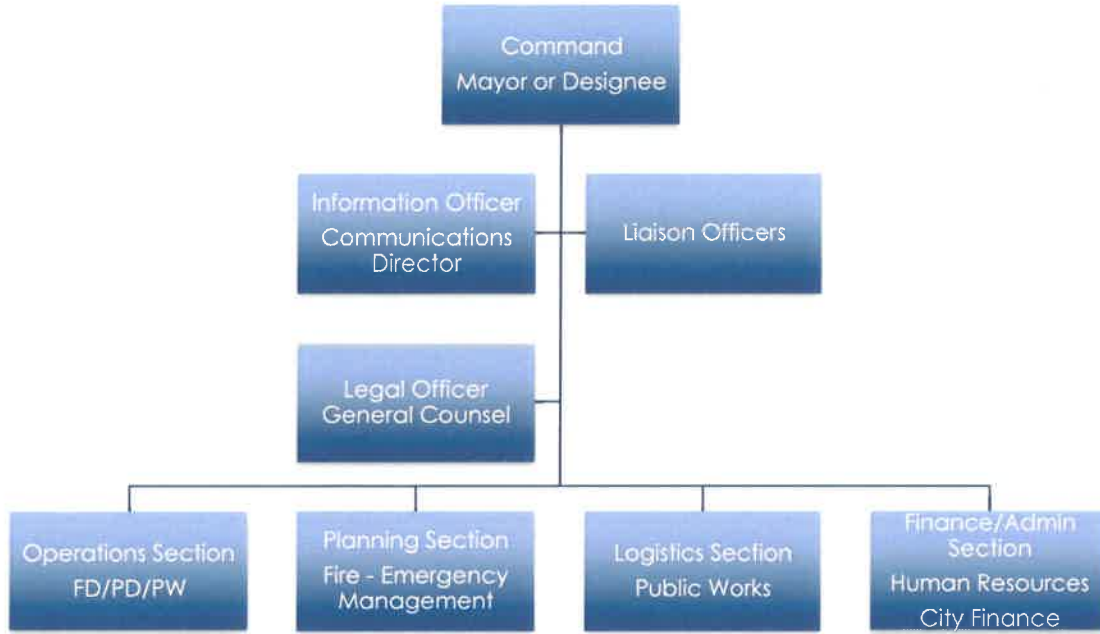 Command
Mayor or Designee
Information Officer
Communications
Director
Liaison Officers
Legal Officer
General Counsel
Operations Section
FD/PD/PW
Planning Section
Fire - Emergency
Management
Logistics Section
Public Works
Finance/Admin
Section
Human Resources
City Finance